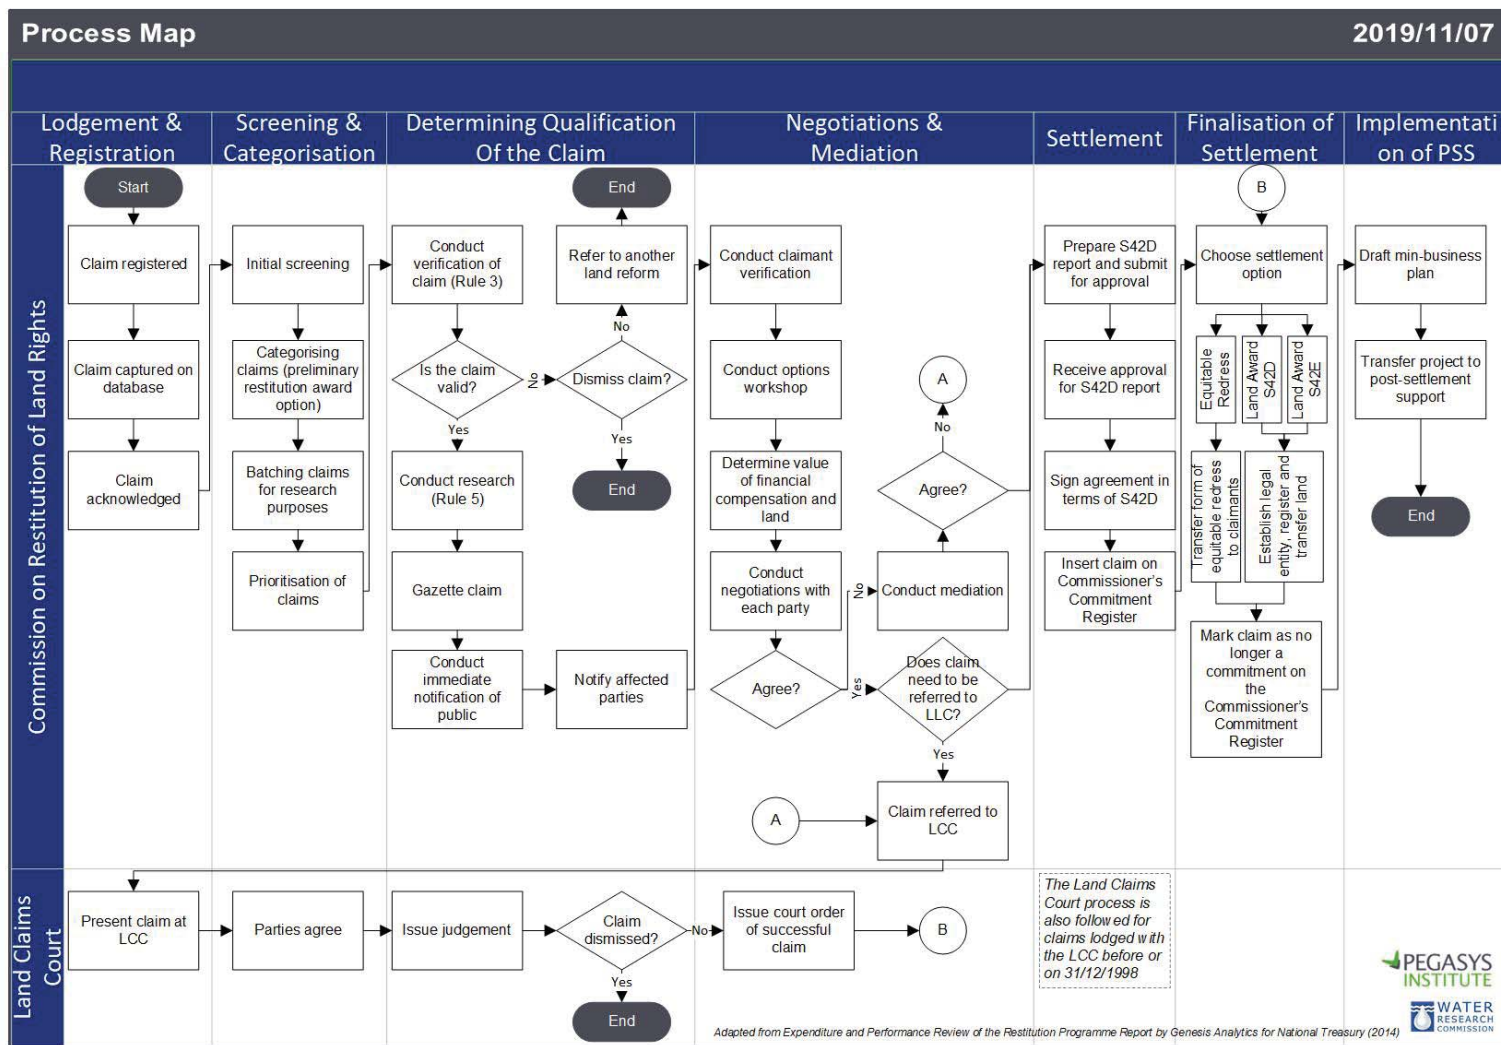 Process Map
2019/11/07
Lodgement &
Registration
Screening &
Categorisation
Determining Qualification
Of the Claim
Negotiations &
Mediation
Settlement
Finalisation of
Settlement
Implementati
on of PSS
Commission on Restitution of Land Rights
Start
Claim registered
Claim captured on
database
Claim
acknowledged
Initial screening
Categorising
claims (preliminary
restitution award
option)
Batching claims
for research
purposes
Prioritisation of
claims
Conduct
verification of
claim (Rule 3)
Is the claim
valid?
No
Yes
Conduct research
(Rule 5)
Gazette claim
Conduct
immediate
notification of
public
End
Refer to another
land reform
No
Dismiss claim?
Yes
End
Notify affected
parties
Conduct claimant
verification
Conduct options
workshop
Determine value
of financial
compensation and
land
Conduct
negotiations with
each party
Agree?
No
Yes
A
No
Agree?
Conduct mediation
Does claim
need to be
referred to
LLC?
Yes
A
Claim referred to
LCC
Prepare S42D
report and submit
for approval
Receive approval
for S42D report
Sign agreement in
terms of S42D
Insert claim on
Commissioner's
Commitment
Register
B
Choose settlement
option
Equitable
Redress
Land Award
S42D
Land Award
S42E
Transfer form of
equitable redress
to claimants
Establish legal
entity, register and
transfer land
Mark claim as no
longer a
commitment on
the
Commissioner's
Commitment
Register
Draft min-business
plan
Transfer project to
post-settlement
support
End
Land Claims
Court
Present claim at
LCC
Parties agree
Issue judgement
Claim
dismissed?
No
Yes
End
Issue court order
of successful
claim
B
The Land Claims
Court process is
also followed for
claims lodged with
the LCC before or
on 31/12/1998
PEGASYS
INSTITUTE
WATER
RESEARCH
COMMISSION
Adapted from Expenditure and Performance Review of the Restitution Programme Report by Genesis Analytics for National Treasury (2014)